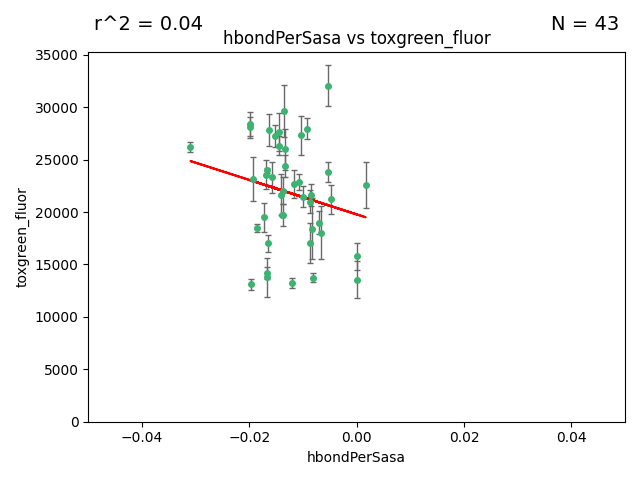 r^2 = 0.04
N = 43
hbondPerSasa vs toxgreen_fluor
35000
30000
25000
20000
15000
10000
5000
0
toxgreen_fluor
−0.04
−0.02
0.00
0.02
0.04
hbondPerSasa